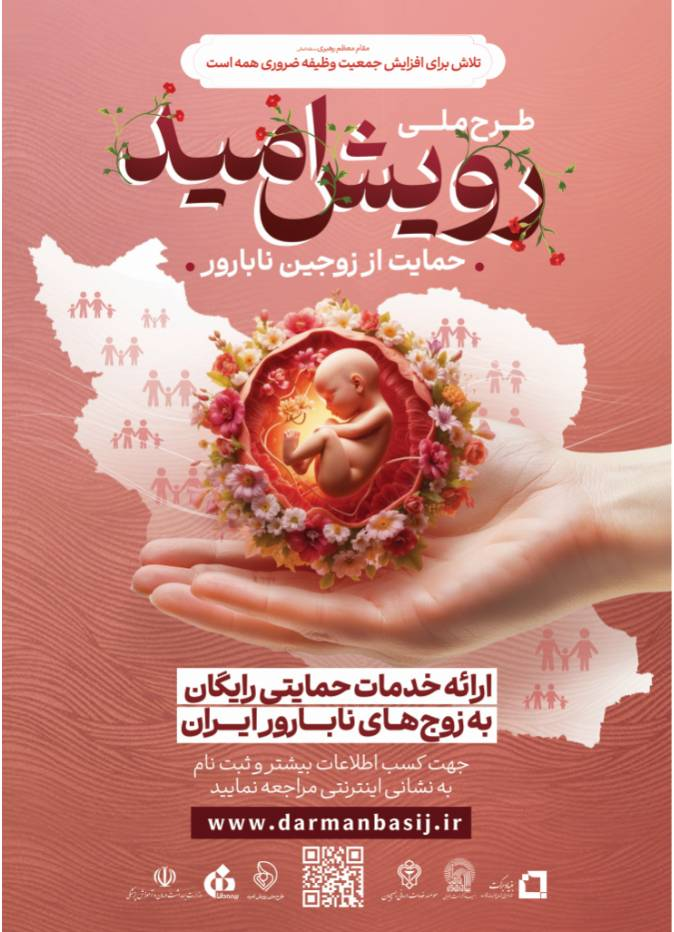 مقام معظم رهبری
تلاش برای افزایش جمعیت وظیفه ضروری همه است
طرح ملی
رویش امید
حمایت از زوجین نابارور
ارائه خدمات حمایتی رایگان
به زوج‌های نابارور ایران
جهت کسب اطلاعات بیشتر و ثبت نام
به نشانی اینترنتی مراجعه نمایید
www.darmanbasij.ir
بنیاد برکت